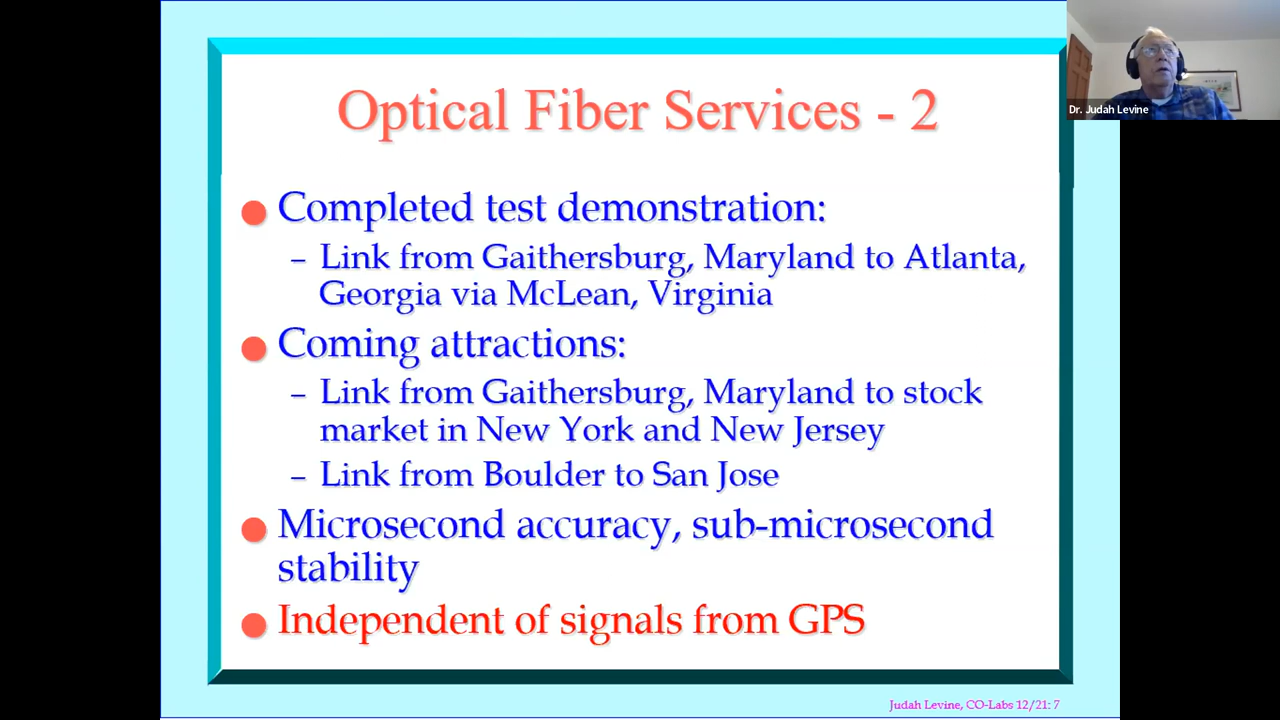 Optical Fiber Services - 2
Completed test demonstration:
– Link from Gaithersburg, Maryland to Atlanta,
Georgia via McLean, Virginia
Coming attractions:
– Link from Gaithersburg, Maryland to stock
market in New York and New Jersey
– Link from Boulder to San Jose
Microsecond accuracy, sub-microsecond
stability
Independent of signals from GPS
Judah Levine, CO-Labs 12/21: 7
Dr. Judah Levine